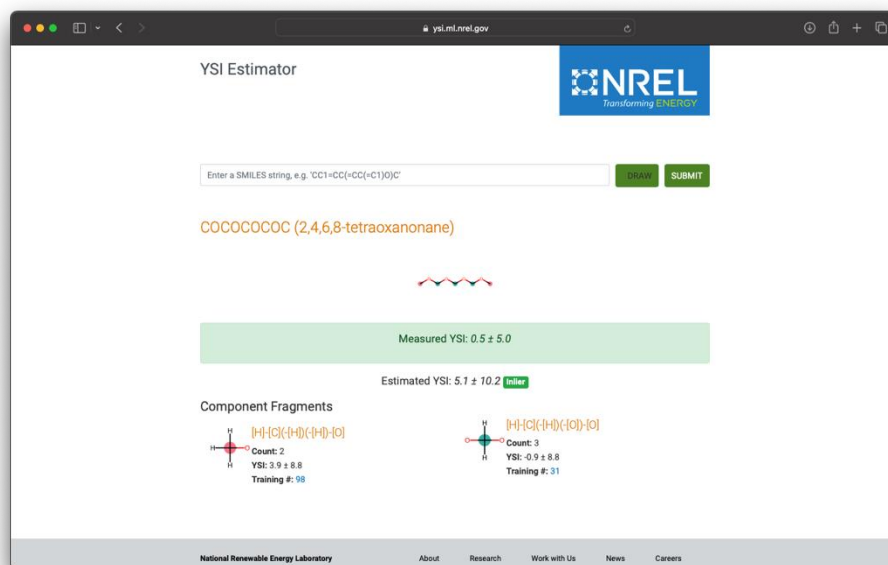 ysi.ml.nrel.gov
YSI Estimator
NREL
Transforming ENERGY
Enter a SMILES string, e.g. 'CC1=CC(=CC(=C1)O)C'
DRAW
SUBMIT
COCOCOCOC (2,4,6,8-tetraoxanonane)
Measured YSI: 0.5 ± 5.0
Estimated YSI: 5.1 ± 10.2 Inlier
Component Fragments
H
H
O
H
[H]-[C](-[H])(-[H])-[O]
Count: 2
YSI: 3.9 ± 8.8
Training #: 98
H
O
O
H
[H]-[C](-[H])(-[O])-[O]
Count: 3
YSI: -0.9 ± 8.8
Training #: 31
National Renewable Energy Laboratory
About
Research
Work with Us
News
Careers